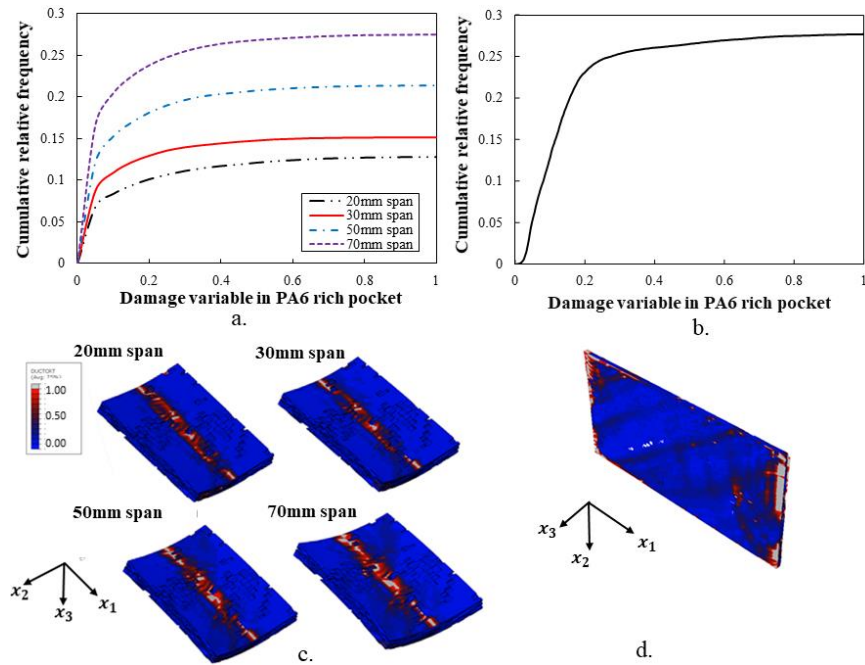 Cumulative relative frequency
0.3
0.25
0.2
0.15
0.1
0.05
0
0 0.2 0.4 0.6 0.8 1
20mm span
30mm span
50mm span
70mm span
Damage variable in PA6 rich pocket
a.
Cumulative relative frequency
0.3
0.25
0.2
0.15
0.1
0.05
0
0 0.2 0.4 0.6 0.8 1
Damage variable in PA6 rich pocket
b.
20mm span 30mm span
1.00
0.50
0.00
50mm span 70mm span
x₂
x₃
x₁
c.
x₃
x₂
x₁
d.